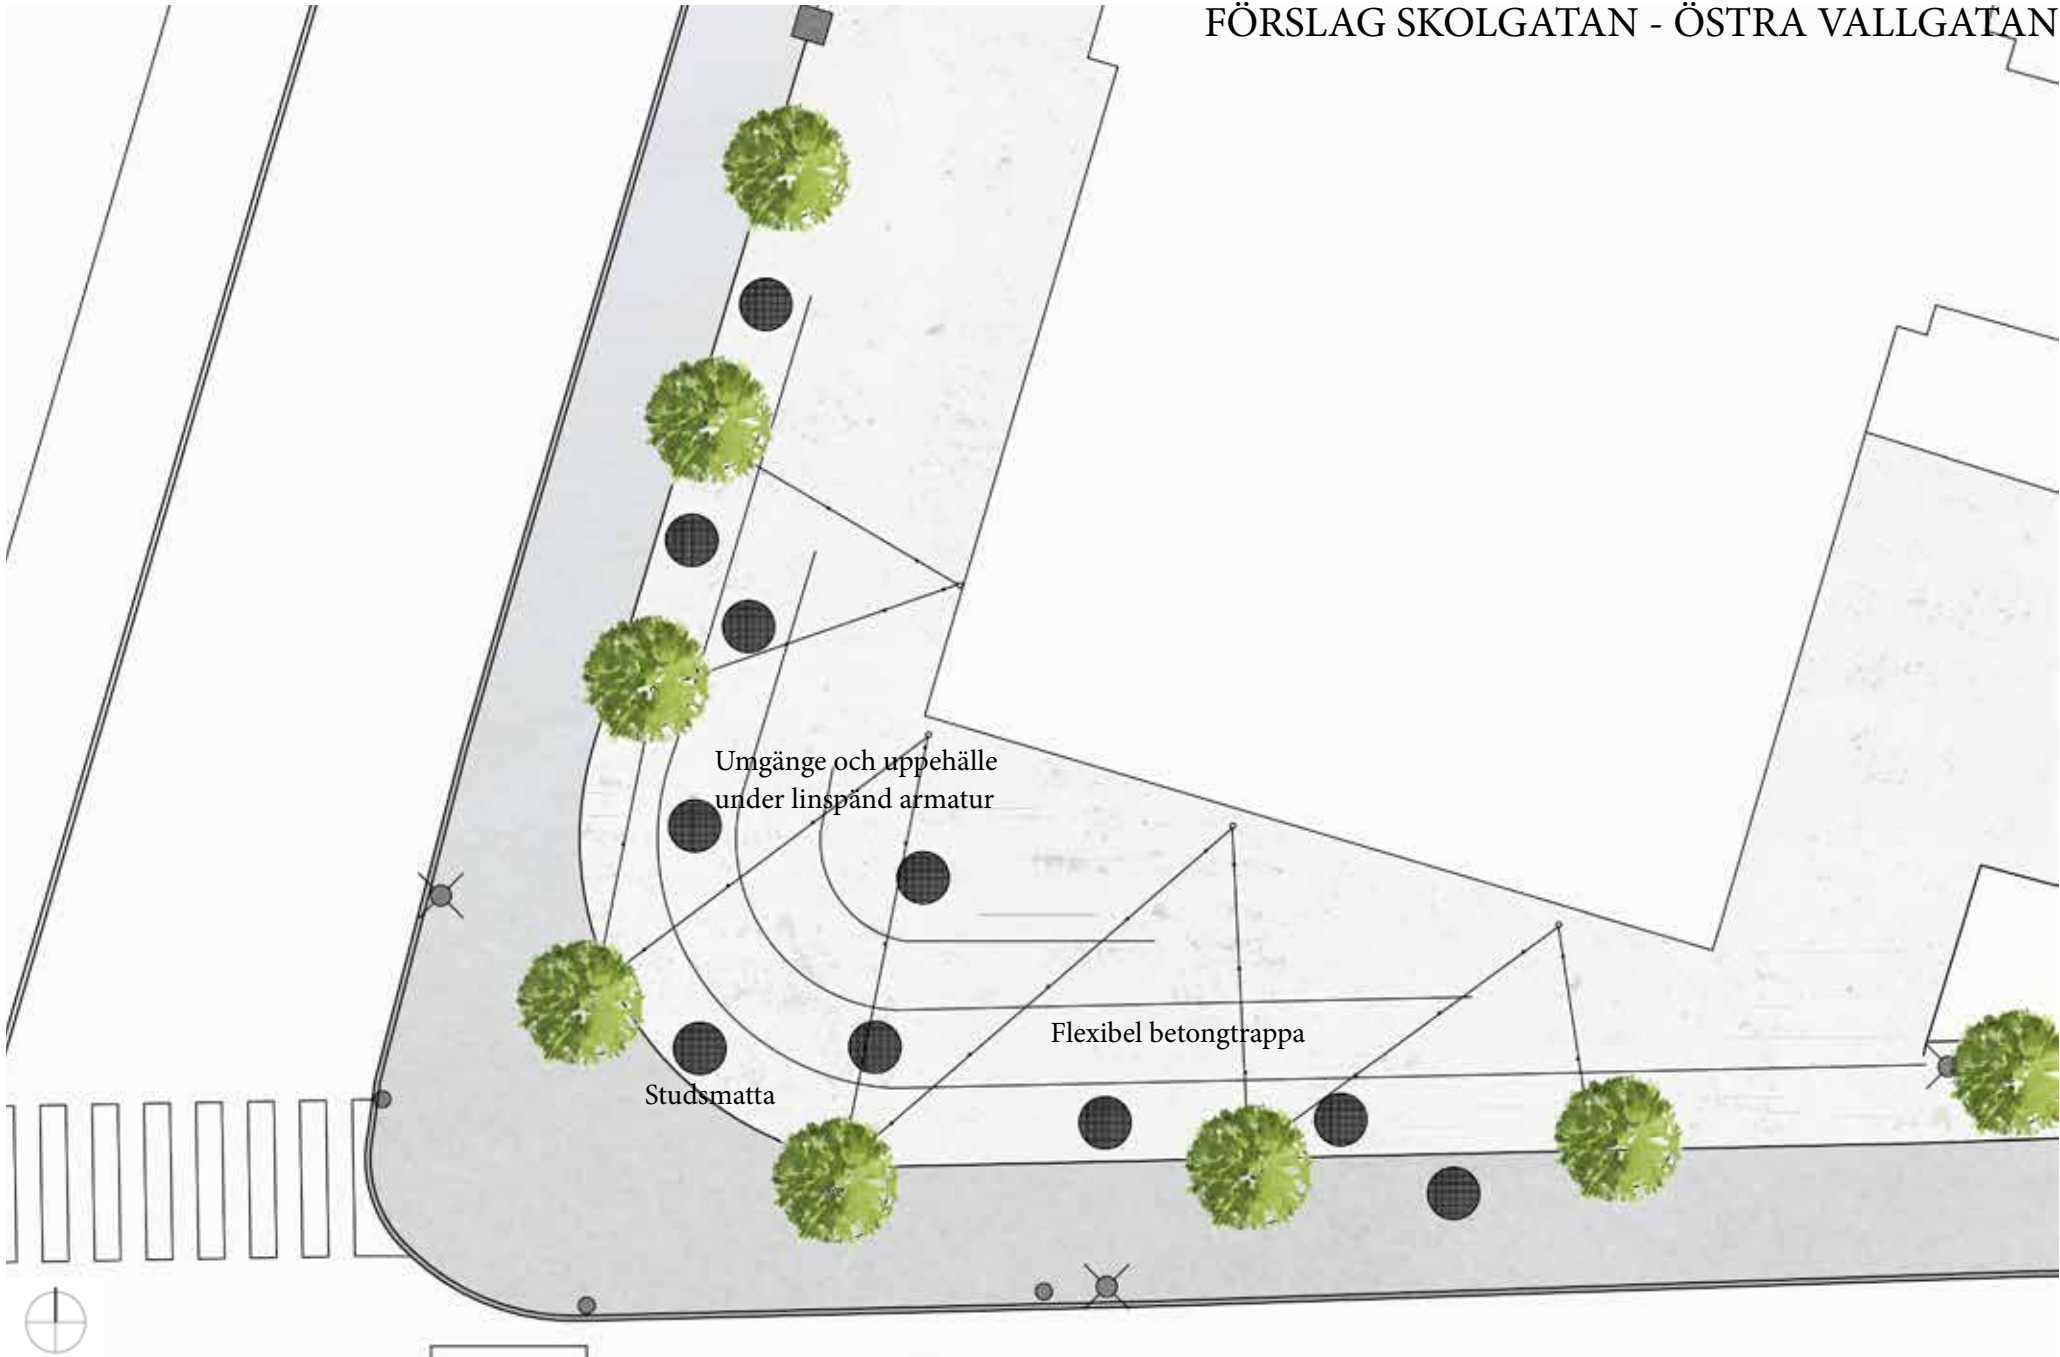 FÖRSLAG SKOLGATAN - ÖSTRA VALLGATAN
Umgänge och uppehälle
under linspänd armatur
Flexibel betongtrappa
Studsmatta